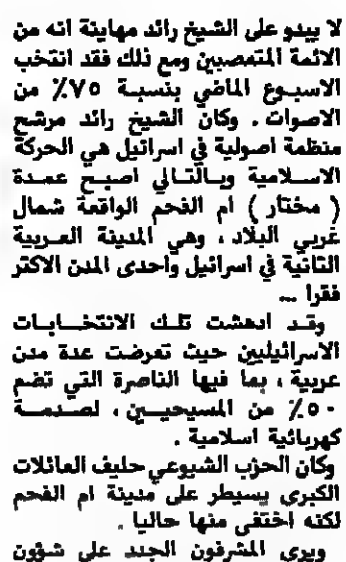 لا يبدو على الشيخ رائد مهاينة انه من
الائمة المتعصبين ومع ذلك فقد انتخب
الاسبوع الماضي بنسبة ٧٥٪ من
الاصوات . وكان الشيخ رائد مرشح
منظمة اصولية في اسرائيل هي الحركة
الاسلامية وبالتالي اصبح عمدة
( مختار ) ام الفحم الواقعة شمال
غربي البلاد ، وهي المدينة العربية
الثانية في اسرائيل واحدى المدن الاكثر
فقرا ...
وقد ادهشت تلك الانتخابات
الاسرائيليين حيث تعرضت عدة مدن
عربية ، بما فيها الناصرة التي تضم
٥٠٪ من المسيحيين ، لصدمة
كهربائية اسلامية .
وكان الحزب الشيوعي حليف العائلات
الكبرى يسيطر على مدينة ام الفحم
لكنه اختفى منها حاليا .
ويرى المشرفون الجدد على شؤون